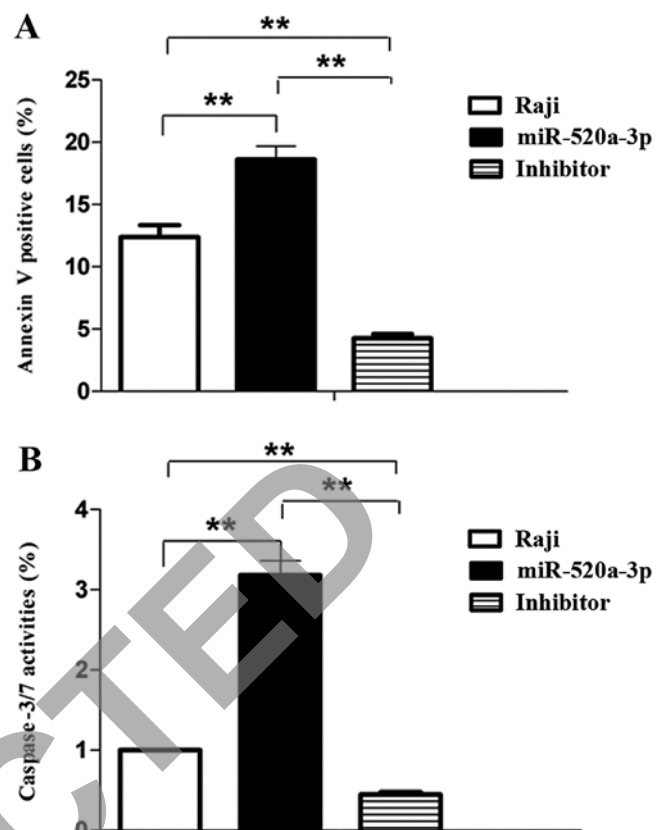 A
**
**
**
25
20
15
10
5
0
Annexin V positive cells (%)
Raji
miR-520a-3p
Inhibitor
B
**
**
**
4
3
2
1
0
Caspase-3/7 activities (%)
Raji
miR-520a-3p
Inhibitor
CTED